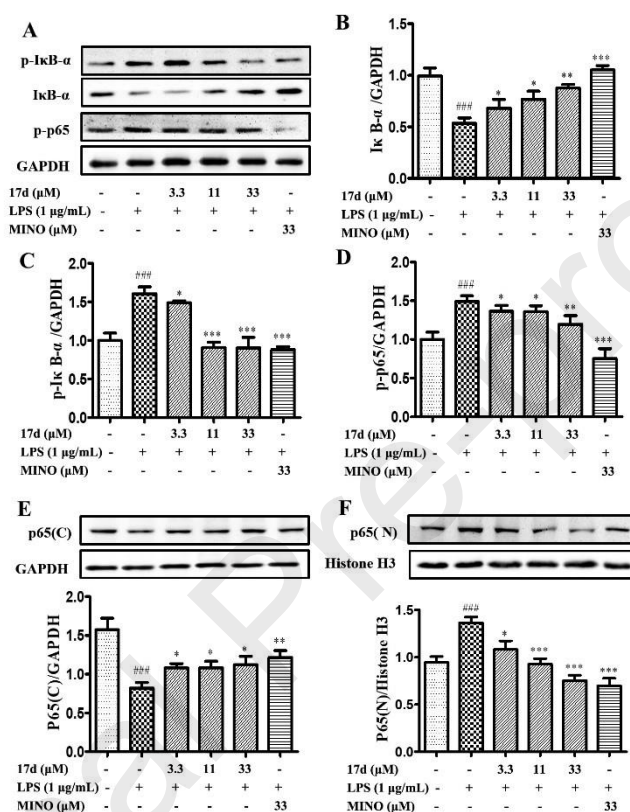 A
p-IκB-α
IκB-α
p-p65
GAPDH
17d (μM) - - 3.3 11 33 -
LPS (1 μg/mL) - + + + + +
MINO (μM) - - - - - 33
B
Iκ B-α /GAPDH
1.5
1.0
0.5
0.0
### * * ** ***
17d (μM) - - 3.3 11 33 -
LPS (1 μg/mL) - + + + + +
MINO (μM) - - - - - 33
C
p-Iκ B-α /GAPDH
2.0
1.5
1.0
0.5
0.0
### * *** *** ***
17d (μM) - - 3.3 11 33 -
LPS (1 μg/mL) - + + + + +
MINO (μM) - - - - - 33
D
p-p65/GAPDH
2.0
1.5
1.0
0.5
0.0
### * * ** ***
17d (μM) - - 3.3 11 33 -
LPS (1 μg/mL) - + + + + +
MINO (μM) - - - - - 33
E
p65(C)
GAPDH
P65(C)/GAPDH
2.0
1.5
1.0
0.5
0.0
### * * * **
17d (μM) - - 3.3 11 33 -
LPS (1 μg/mL) - + + + + +
MINO (μM) - - - - - 33
F
p65( N)
Histone H3
P65(N)/Histone H3
1.5
1.0
0.5
0.0
### * *** *** ***
17d (μM) - - 3.3 11 33 -
LPS (1 μg/mL) - + + + + +
MINO (μM) - - - - - 33
al Pre-pro